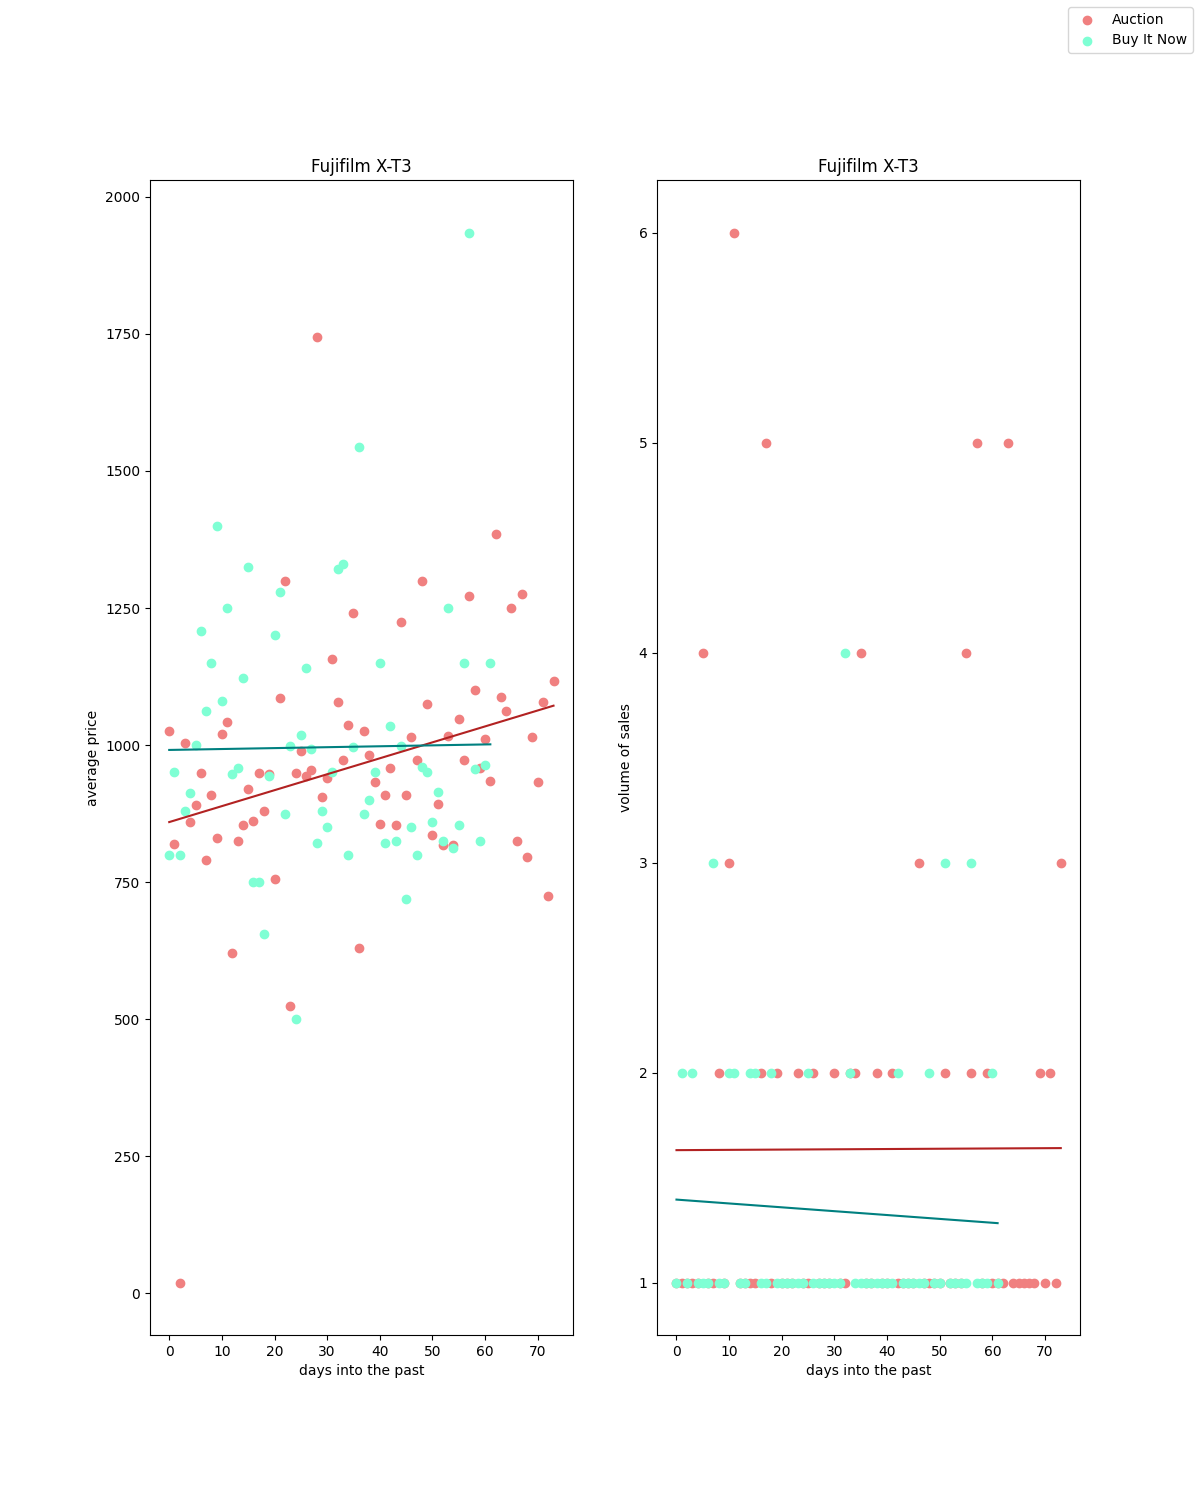 Auction
Buy It Now
Fujifilm X-T3
2000
1750
1500
1250
1000
750
500
250
0
average price
0 10 20 30 40 50 60 70
days into the past
Fujifilm X-T3
6
5
4
3
2
1
volume of sales
0 10 20 30 40 50 60 70
days into the past